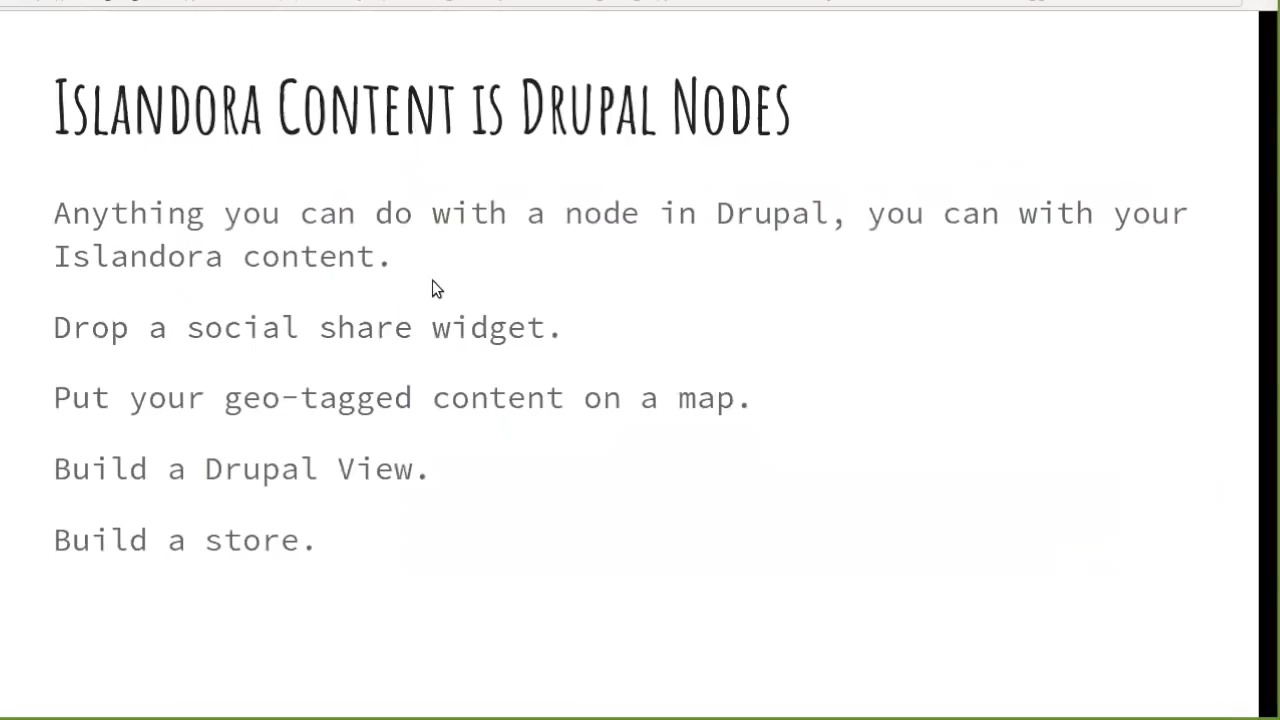 Islandora Content is Drupal Nodes
Anything you can do with a node in Drupal, you can with your
Islandora content.
Drop a social share widget.
Put your geo-tagged content on a map.
Build a Drupal View.
Build a store.